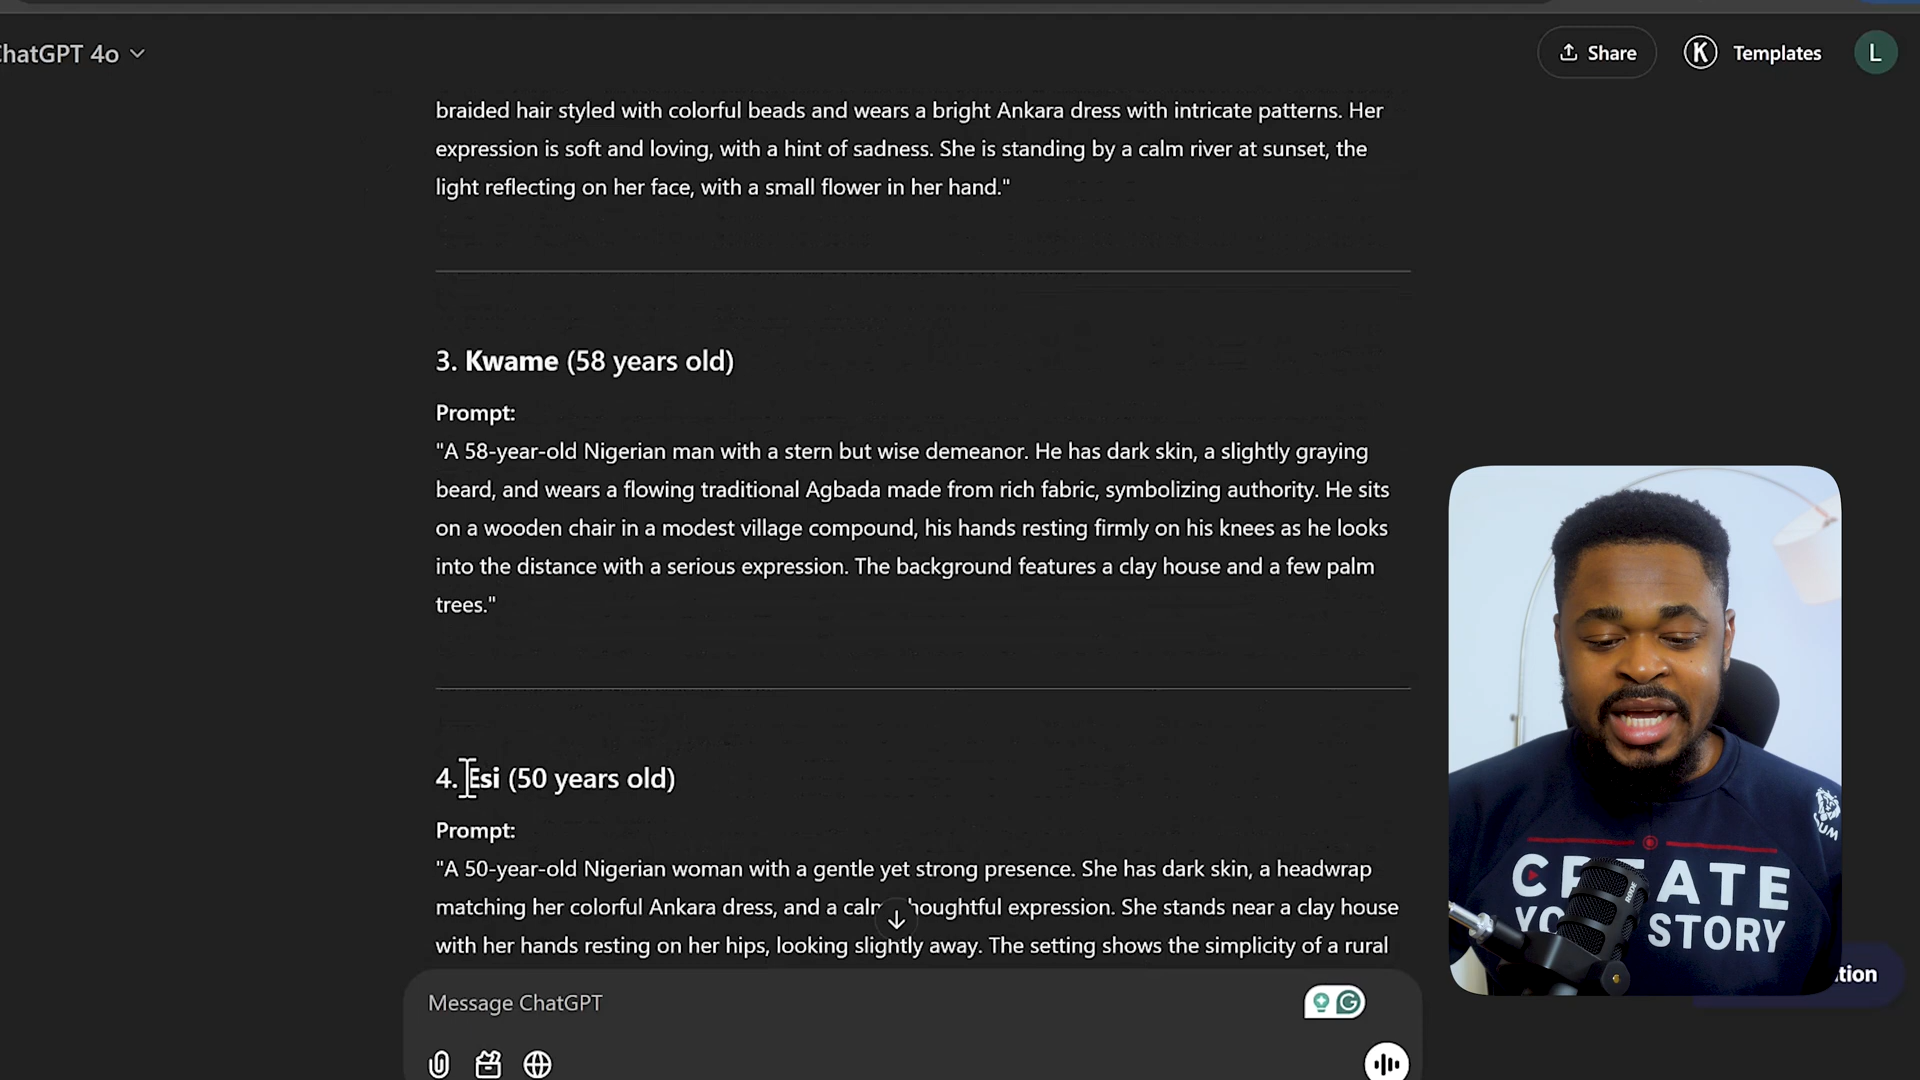 ChatGPT 4o
Share
K
Templates
L
braided hair styled with colorful beads and wears a bright Ankara dress with intricate patterns. Her
expression is soft and loving, with a hint of sadness. She is standing by a calm river at sunset, the
light reflecting on her face, with a small flower in her hand."
3. Kwame (58 years old)
Prompt:
"A 58-year-old Nigerian man with a stern but wise demeanor. He has dark skin, a slightly graying
beard, and wears a flowing traditional Agbada made from rich fabric, symbolizing authority. He sits
on a wooden chair in a modest village compound, his hands resting firmly on his knees as he looks
into the distance with a serious expression. The background features a clay house and a few palm
trees."
4. Esi (50 years old)
Prompt:
"A 50-year-old Nigerian woman with a gentle yet strong presence. She has dark skin, a headwrap
matching her colorful Ankara dress, and a calm, thoughtful expression. She stands near a clay house
with her hands resting on her hips, looking slightly away. The setting shows the simplicity of a rural
Message ChatGPT
CREATE
STORY
RODE